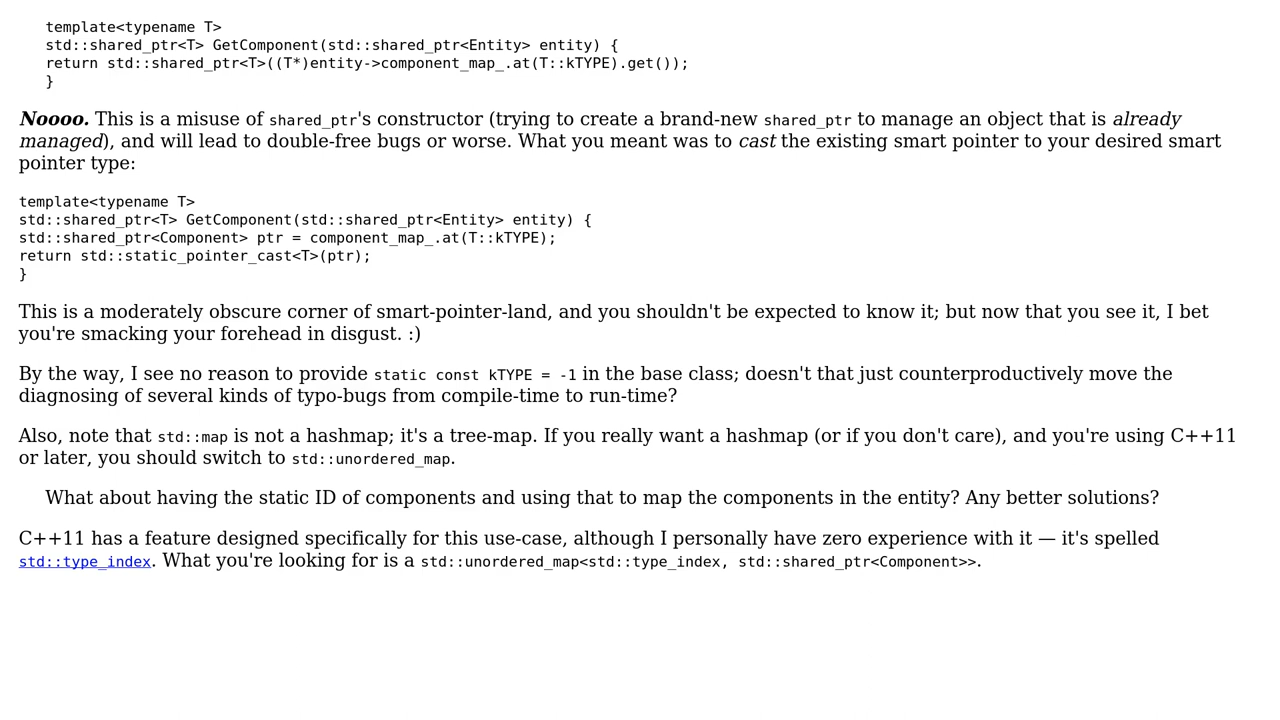 template<typename T>
std::shared_ptr<T> GetComponent(std::shared_ptr<Entity> entity) {
return std::shared_ptr<T>((T*)entity->component_map_.at(T::kTYPE).get());
}
Noooo. This is a misuse of shared_ptr's constructor (trying to create a brand-new shared_ptr to manage an object that is already
managed), and will lead to double-free bugs or worse. What you meant was to cast the existing smart pointer to your desired smart
pointer type:
template<typename T>
std::shared_ptr<T> GetComponent(std::shared_ptr<Entity> entity) {
std::shared_ptr<Component> ptr = component_map_.at(T::kTYPE);
return std::static_pointer_cast<T>(ptr);
}
This is a moderately obscure corner of smart-pointer-land, and you shouldn't be expected to know it; but now that you see it, I bet
you're smacking your forehead in disgust. :)
By the way, I see no reason to provide static const kTYPE = -1 in the base class; doesn't that just counterproductively move the
diagnosing of several kinds of typo-bugs from compile-time to run-time?
Also, note that std::map is not a hashmap; it's a tree-map. If you really want a hashmap (or if you don't care), and you're using C++11
or later, you should switch to std::unordered_map.
What about having the static ID of components and using that to map the components in the entity? Any better solutions?
C++11 has a feature designed specifically for this use-case, although I personally have zero experience with it — it's spelled
std::type_index. What you're looking for is a std::unordered_map<std::type_index, std::shared_ptr<Component>>.